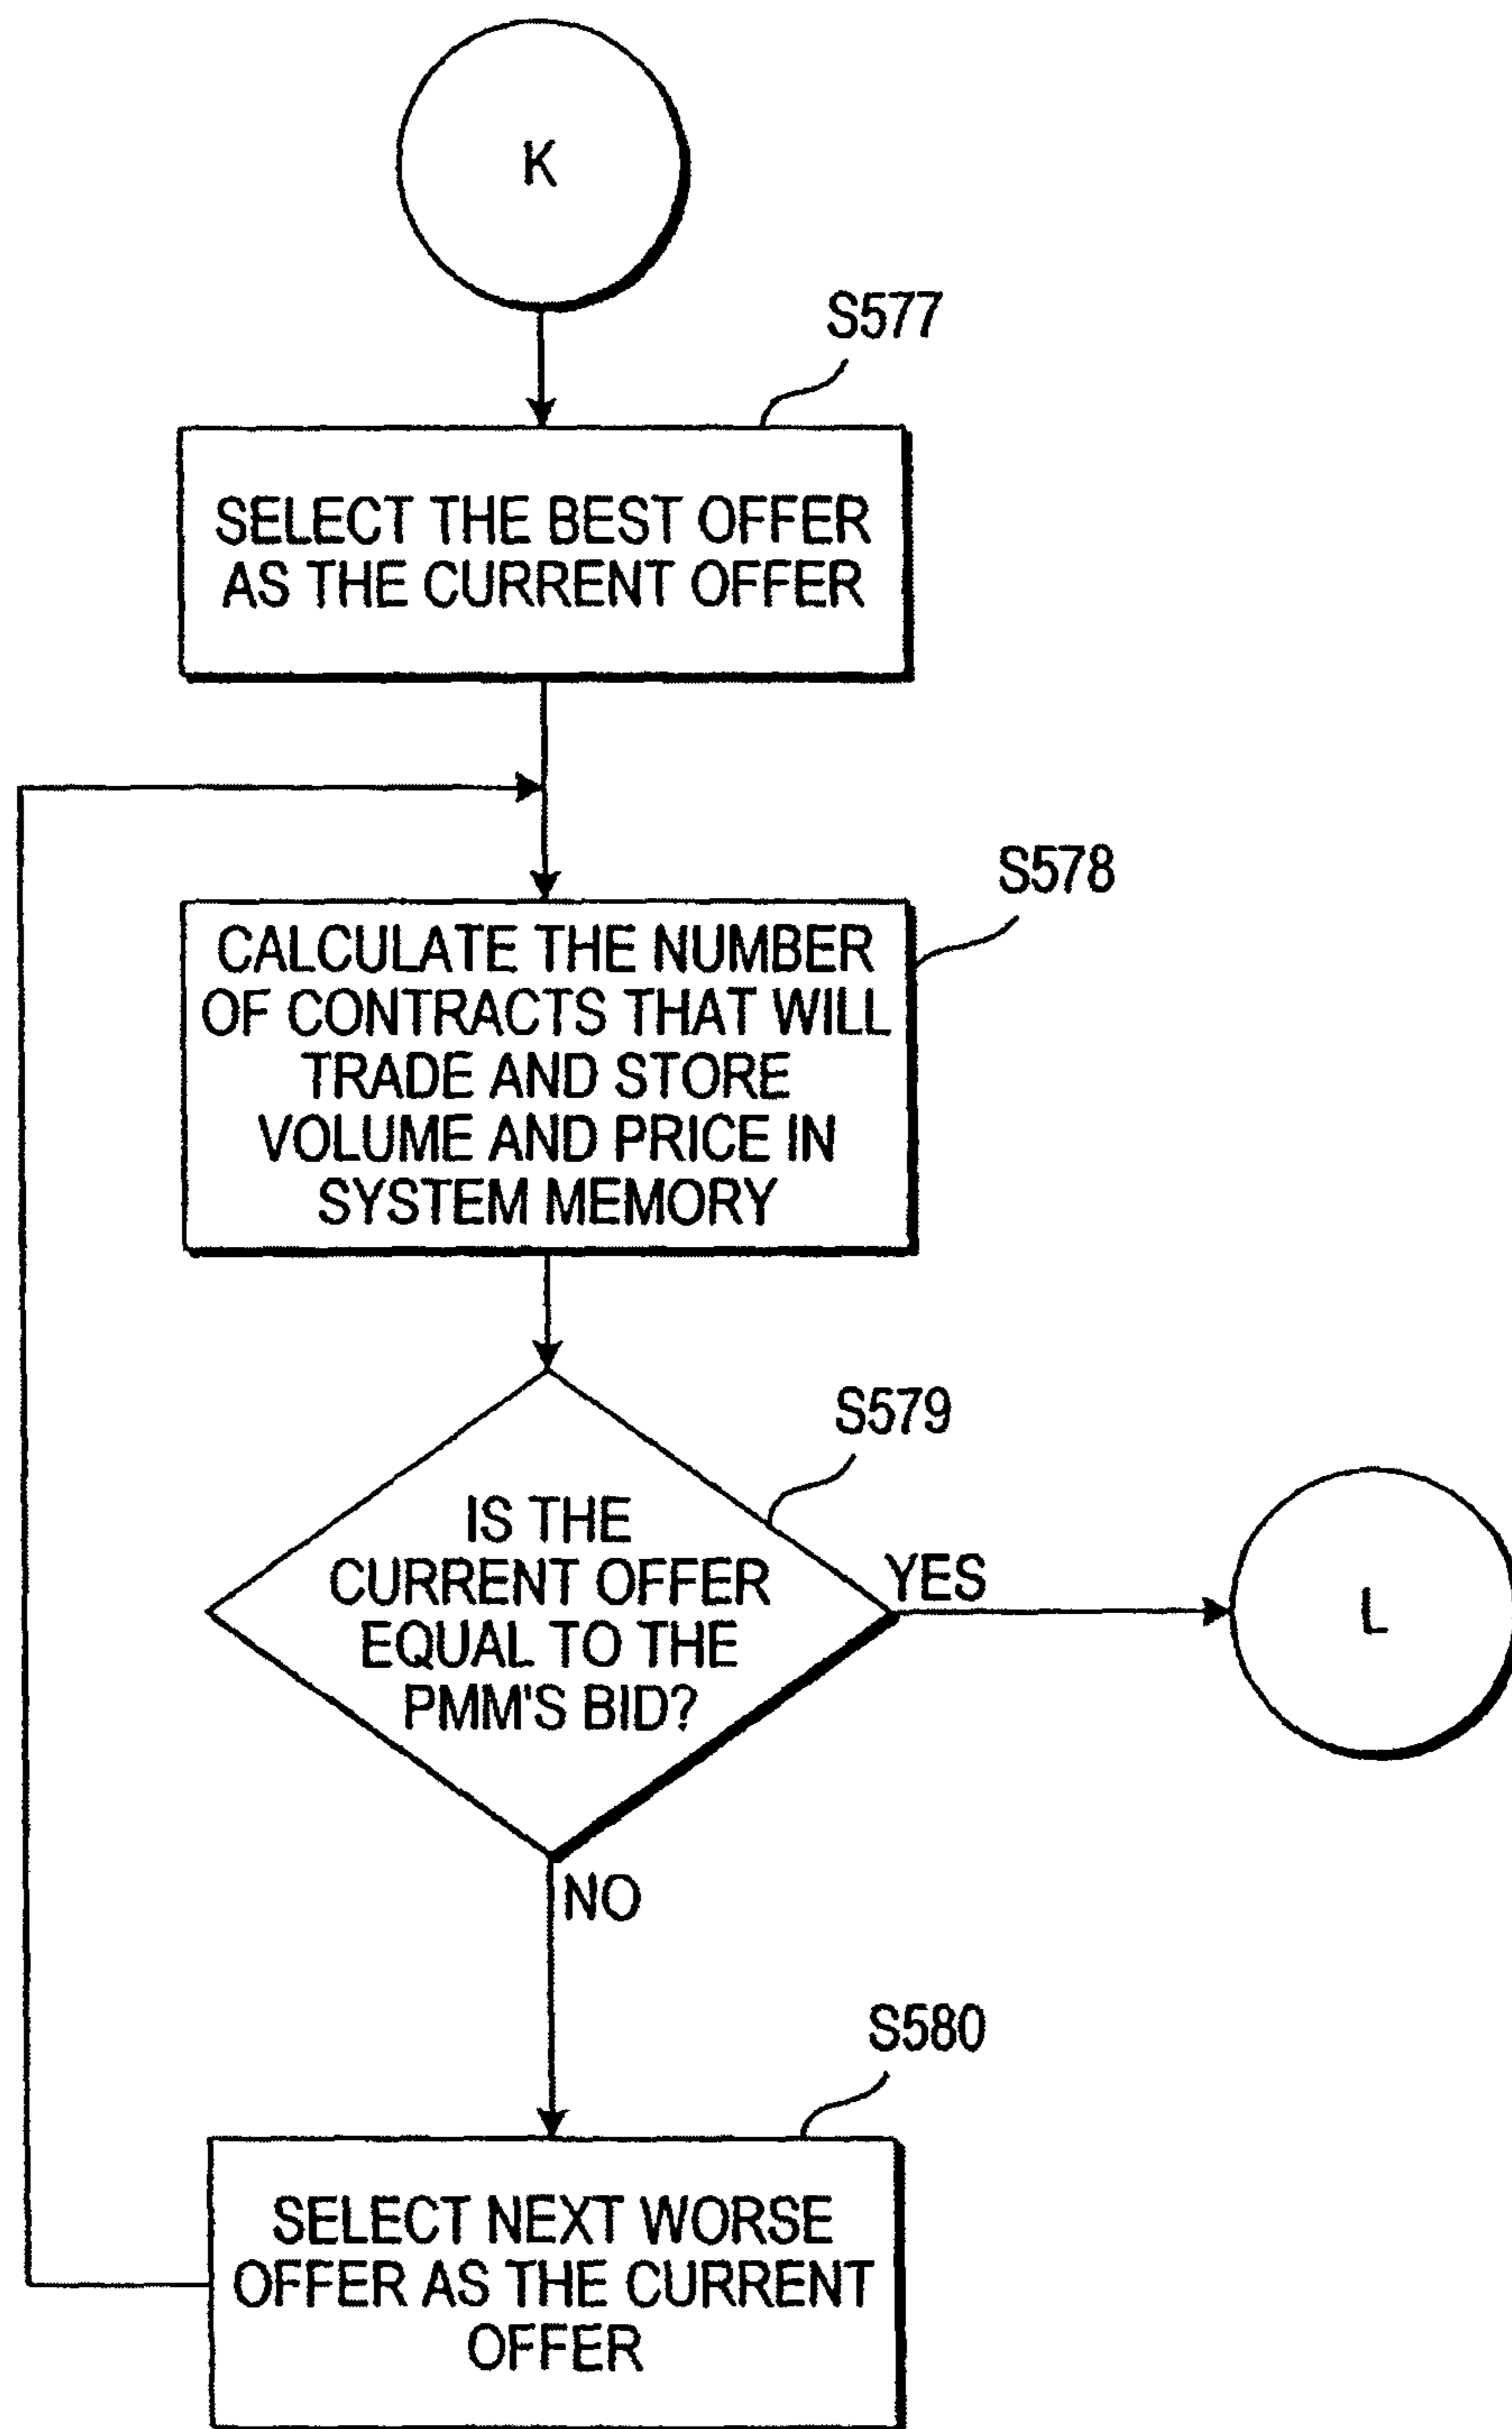 K
S577
SELECT THE BEST OFFER
AS THE CURRENT OFFER
S578
CALCULATE THE NUMBER
OF CONTRACTS THAT WILL
TRADE AND STORE
VOLUME AND PRICE IN
SYSTEM MEMORY
S579
IS THE
CURRENT OFFER
EQUAL TO THE
PMM'S BID?
YES
L
NO
S580
SELECT NEXT WORSE
OFFER AS THE CURRENT
OFFER